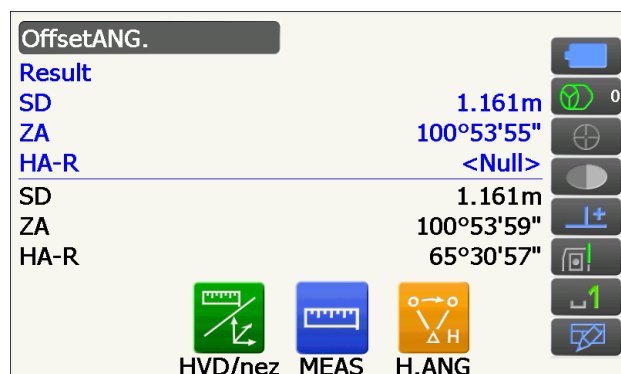 OffsetANG.
Result
SD 1.161m
ZA 100°53'55"
HA-R <Null>
SD 1.161m
ZA 100°53'59"
HA-R 65°30'57"
0
1
H
HVD/nez MEAS H.ANG